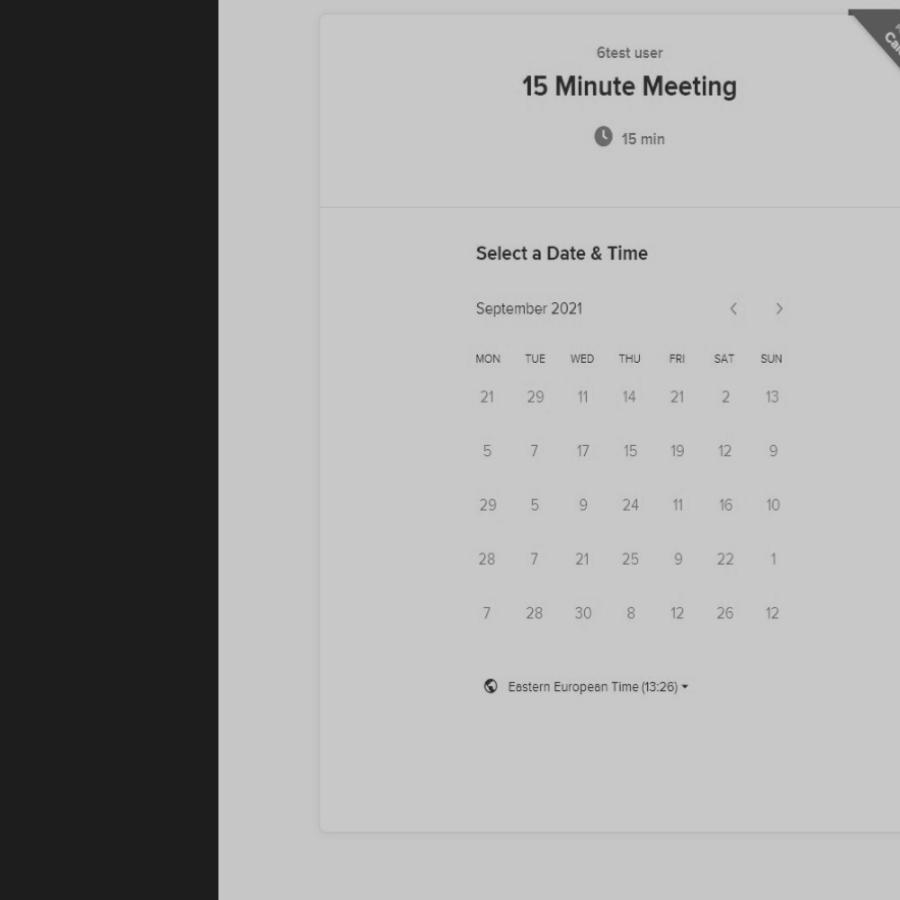 6test user
15 Minute Meeting
15 min
Select a Date & Time
September 2021
MON TUE WED THU FRI SAT SUN
21 29 11 14 21 2 13
5 7 17 15 19 12 9
29 5 9 24 11 16 10
28 7 21 25 9 22 1
7 28 30 8 12 26 12
Eastern European Time (13:26)